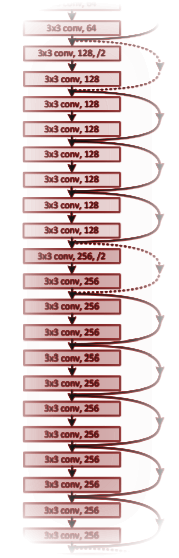 3x3 conv, 64
3x3 conv, 128, /2
3x3 conv, 128
3x3 conv, 128
3x3 conv, 128
3x3 conv, 128
3x3 conv, 128
3x3 conv, 128
3x3 conv, 128
3x3 conv, 256, /2
3x3 conv, 256
3x3 conv, 256
3x3 conv, 256
3x3 conv, 256
3x3 conv, 256
3x3 conv, 256
3x3 conv, 256
3x3 conv, 256
3x3 conv, 256
3x3 conv, 256
3x3 conv, 256